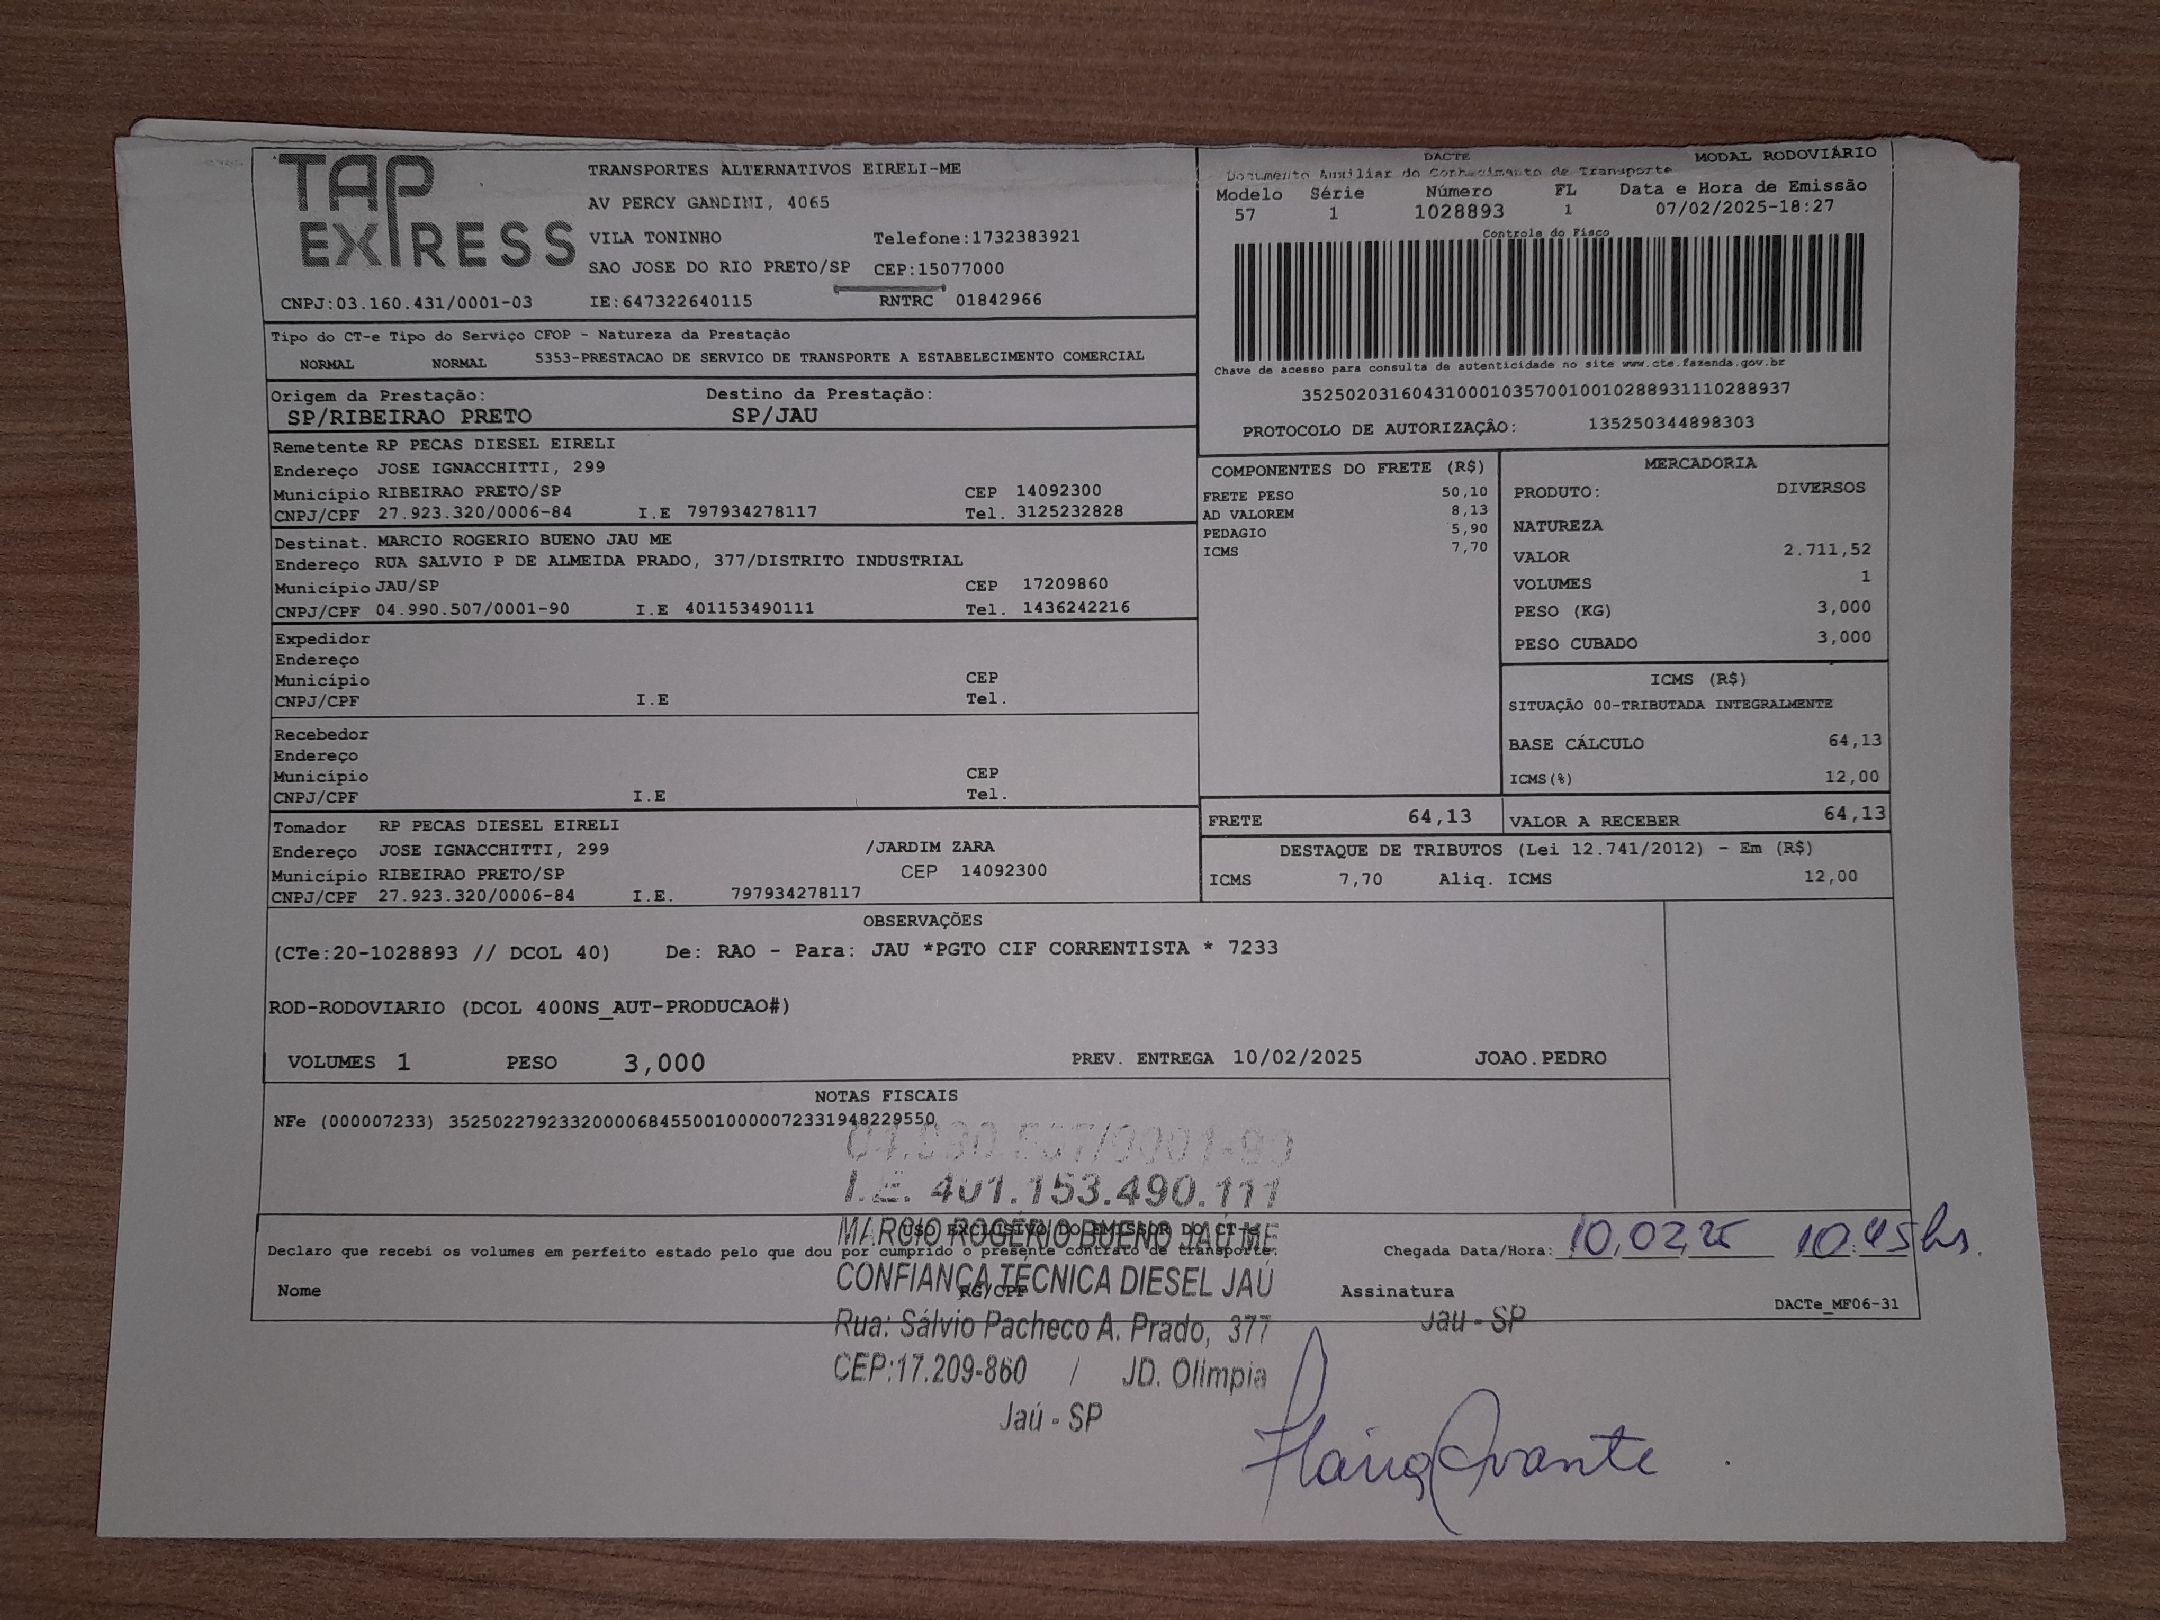 TAP EXPRESS
TRANSPORTES ALTERNATIVOS EIRELI-ME
AV PERCY GANDINI, 4065
VILA TONINHO Telefone:1732383921
SAO JOSE DO RIO PRETO/SP CEP:15077000
CNPJ:03.160.431/0001-03 IE:647322640115 RNTRC 01842966
DACTE MODAL RODOVIÁRIO
Documento Auxiliar do Conhecimento de Transporte
Modelo Série Número FL Data e Hora de Emissão
57 1 1028893 1 07/02/2025-18:27
Controle do Fisco
Chave de acesso para consulta de autenticidade no site www.cte.fazenda.gov.br
35250203160431000103570010010288931110288937
PROTOCOLO DE AUTORIZAÇÃO: 135250344898303
Tipo do CT-e Tipo do Serviço CFOP - Natureza da Prestação
NORMAL NORMAL 5353-PRESTACAO DE SERVICO DE TRANSPORTE A ESTABELECIMENTO COMERCIAL
Origem da Prestação: Destino da Prestação:
SP/RIBEIRAO PRETO SP/JAU
Remetente RP PECAS DIESEL EIRELI
Endereço JOSE IGNACCHITTI, 299
Município RIBEIRAO PRETO/SP CEP 14092300
CNPJ/CPF 27.923.320/0006-84 I.E 797934278117 Tel. 3125232828
Destinat. MARCIO ROGERIO BUENO JAU ME
Endereço RUA SALVIO P DE ALMEIDA PRADO, 377/DISTRITO INDUSTRIAL
Município JAU/SP CEP 17209860
CNPJ/CPF 04.990.507/0001-90 I.E 401153490111 Tel. 1436242216
Expedidor
Endereço
Município CEP
CNPJ/CPF I.E Tel.
Recebedor
Endereço
Município CEP
CNPJ/CPF I.E Tel.
Tomador RP PECAS DIESEL EIRELI
Endereço JOSE IGNACCHITTI, 299 /JARDIM ZARA
Município RIBEIRAO PRETO/SP CEP 14092300
CNPJ/CPF 27.923.320/0006-84 I.E. 797934278117
COMPONENTES DO FRETE (R$)
FRETE PESO 50,10
AD VALOREM 8,13
PEDAGIO 5,90
ICMS 7,70
MERCADORIA
PRODUTO: DIVERSOS
NATUREZA
VALOR 2.711,52
VOLUMES 1
PESO (KG) 3,000
PESO CUBADO 3,000
ICMS (R$)
SITUAÇÃO 00-TRIBUTADA INTEGRALMENTE
BASE CÁLCULO 64,13
ICMS(%) 12,00
FRETE 64,13 VALOR A RECEBER 64,13
DESTAQUE DE TRIBUTOS (Lei 12.741/2012) - Em (R$)
ICMS 7,70 Aliq. ICMS 12,00
OBSERVAÇÕES
(CTe:20-1028893 // DCOL 40) De: RAO - Para: JAU *PGTO CIF CORRENTISTA * 7233
ROD-RODOVIARIO (DCOL 400NS_AUT-PRODUCAO#)
VOLUMES 1 PESO 3,000 PREV. ENTREGA 10/02/2025 JOAO.PEDRO
NOTAS FISCAIS
NFe (000007233) 35250227923320000684550010000072331948229550
04.990.507/0001-90
I.E. 401.153.490.111
USO EXCLUSIVO DO EMISSOR DO CT-e
MARCIO ROGÉRIO BUENO JAÚ ME
Declaro que recebi os volumes em perfeito estado pelo que dou por cumprido o presente contrato de transporte. Chegada Data/Hora: 10,02,25 10:45 hs.
CONFIANÇA TÉCNICA DIESEL JAÚ
Nome RG/CPF Assinatura
DACTe_MF06-31
Rua: Sálvio Pacheco A. Prado, 377
Jaú - SP
CEP:17.209-860 / JD. Olímpia
Jaú - SP